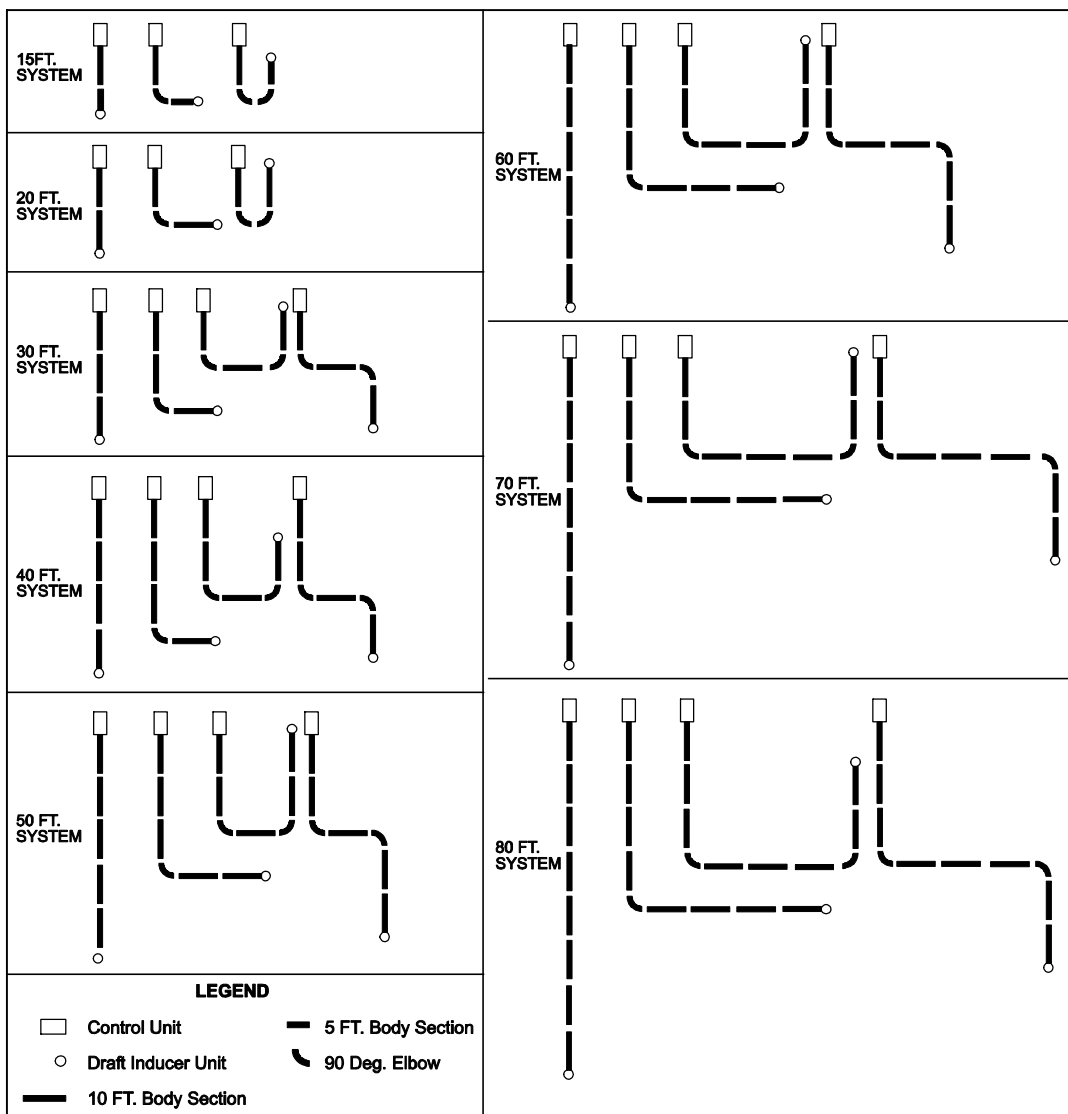 15FT.
SYSTEM
20 FT.
SYSTEM
30 FT.
SYSTEM
40 FT.
SYSTEM
50 FT.
SYSTEM
LEGEND
Control Unit
5 FT. Body Section
Draft Inducer Unit
90 Deg. Elbow
10 FT. Body Section
60 FT.
SYSTEM
70 FT.
SYSTEM
80 FT.
SYSTEM